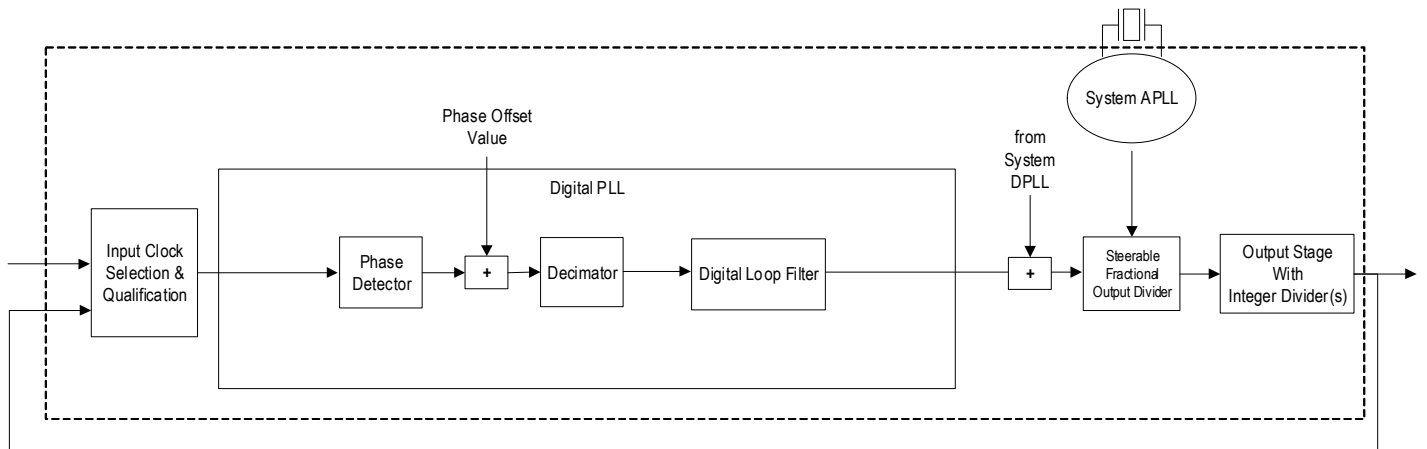 System APLL
Phase Offset
Value
from
System
DPLL
Digital PLL
Input Clock
Selection &
Qualification
Phase
Detector
+
Decimator
Digital Loop Filter
+
Steerable
Fractional
Output Divider
Output Stage
With
Integer Divider(s)